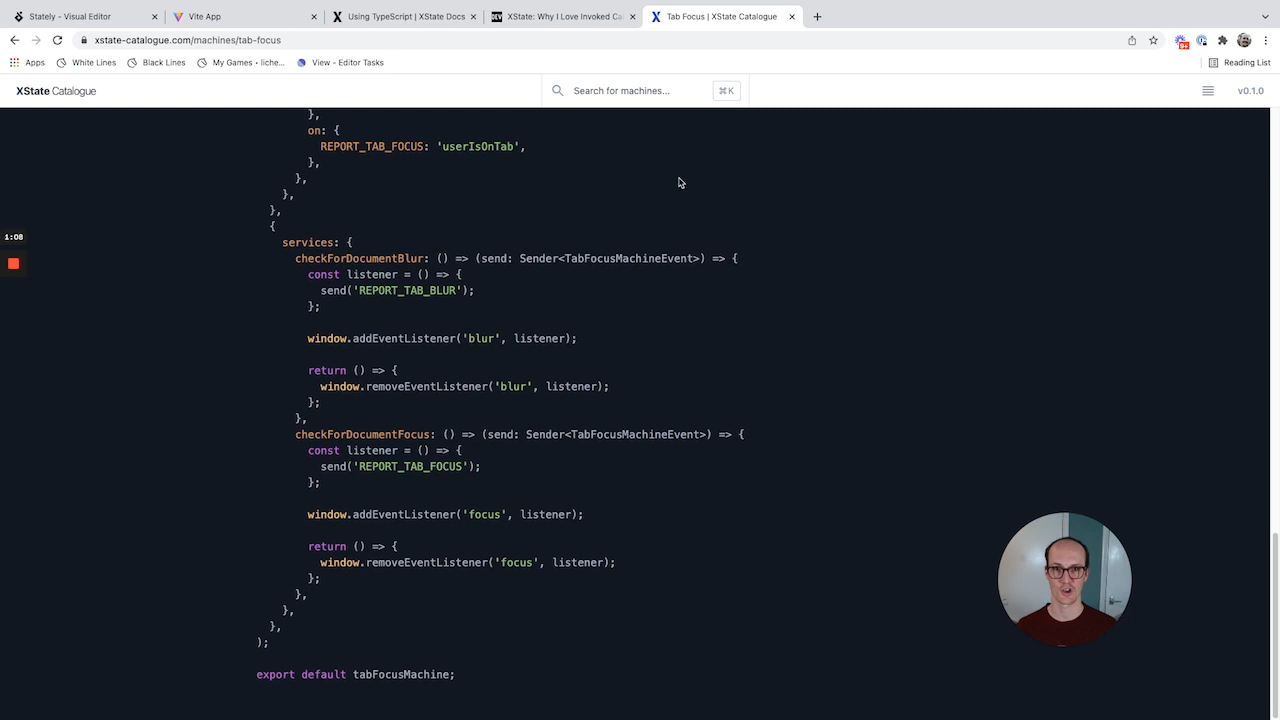 Stately - Visual Editor
Vite App
Using TypeScript | XState Docs
XState: Why I Love Invoked Ca
Tab Focus | XState Catalogue
xstate-catalogue.com/machines/tab-focus
Apps
White Lines
Black Lines
My Games • liche...
View - Editor Tasks
Reading List
XState Catalogue
Search for machines...
⌘K
v0.1.0
},
on: {
REPORT_TAB_FOCUS: 'userIsOnTab',
},
},
},
},
{
services: {
checkForDocumentBlur: () => (send: Sender<TabFocusMachineEvent>) => {
const listener = () => {
send('REPORT_TAB_BLUR');
};
window.addEventListener('blur', listener);
return () => {
window.removeEventListener('blur', listener);
};
},
checkForDocumentFocus: () => (send: Sender<TabFocusMachineEvent>) => {
const listener = () => {
send('REPORT_TAB_FOCUS');
};
window.addEventListener('focus', listener);
return () => {
window.removeEventListener('focus', listener);
};
},
},
},
);
export default tabFocusMachine;
1:08